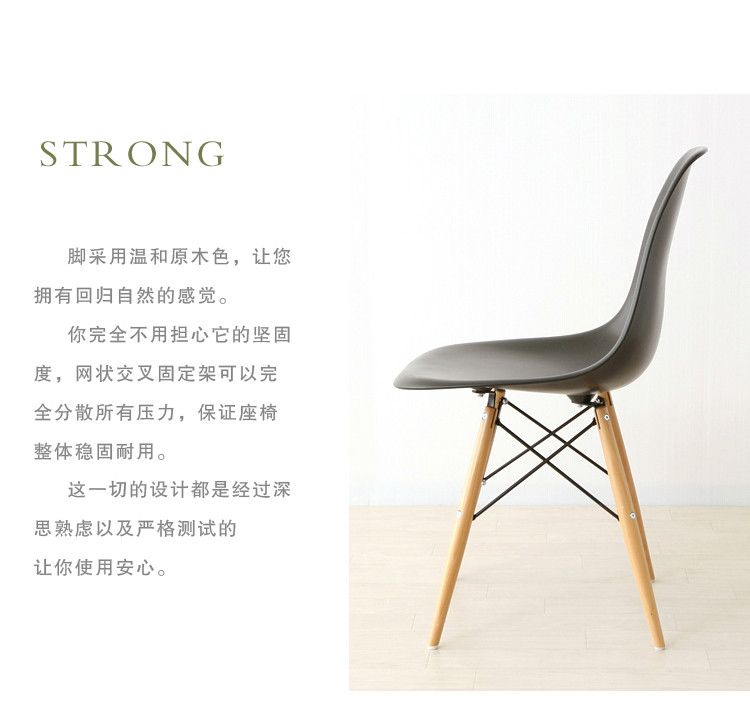 STRONG
脚采用温和原木色，让您
拥有回归自然的感觉。
你完全不用担心它的坚固
度，网状交叉固定架可以完
全分散所有压力，保证座椅
整体稳固耐用。
这一切的设计都是经过深
思熟虑以及严格测试的
让你使用安心。